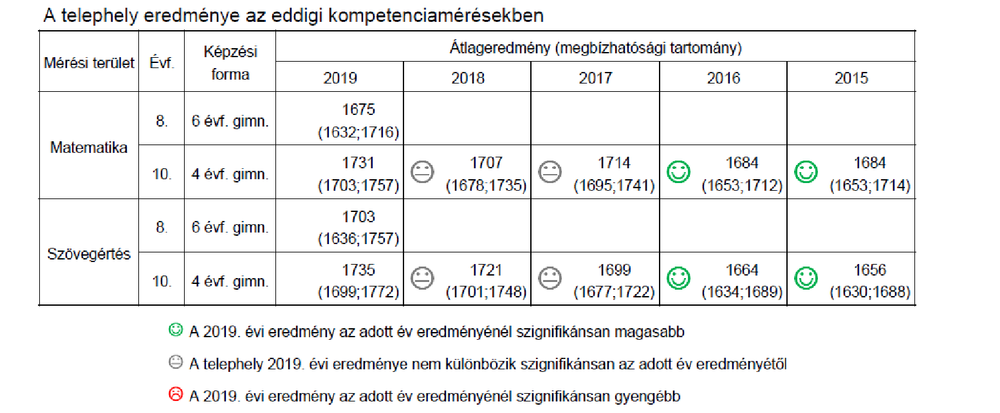 A telephely eredménye az eddigi kompetenciamérésekben
Mérési terület Évf. Képzési forma Átlageredmény (megbízhatósági tartomány)
2019 2018 2017 2016 2015
Matematika
8. 6 évf. gimn. 1675
(1632;1716)
10. 4 évf. gimn. 1731 1707 1714 1684 1684
(1703;1757) (1678;1735) (1695;1741) (1653;1712) (1653;1714)
Szövegértés
8. 6 évf. gimn. 1703
(1636;1757)
10. 4 évf. gimn. 1735 1721 1699 1664 1656
(1699;1772) (1701;1748) (1677;1722) (1634;1689) (1630;1688)
A 2019. évi eredmény az adott év eredményénél szignifikánsan magasabb
A telephely 2019. évi eredménye nem különbözik szignifikánsan az adott év eredményétől
A 2019. évi eredmény az adott év eredményénél szignifikánsan gyengébb